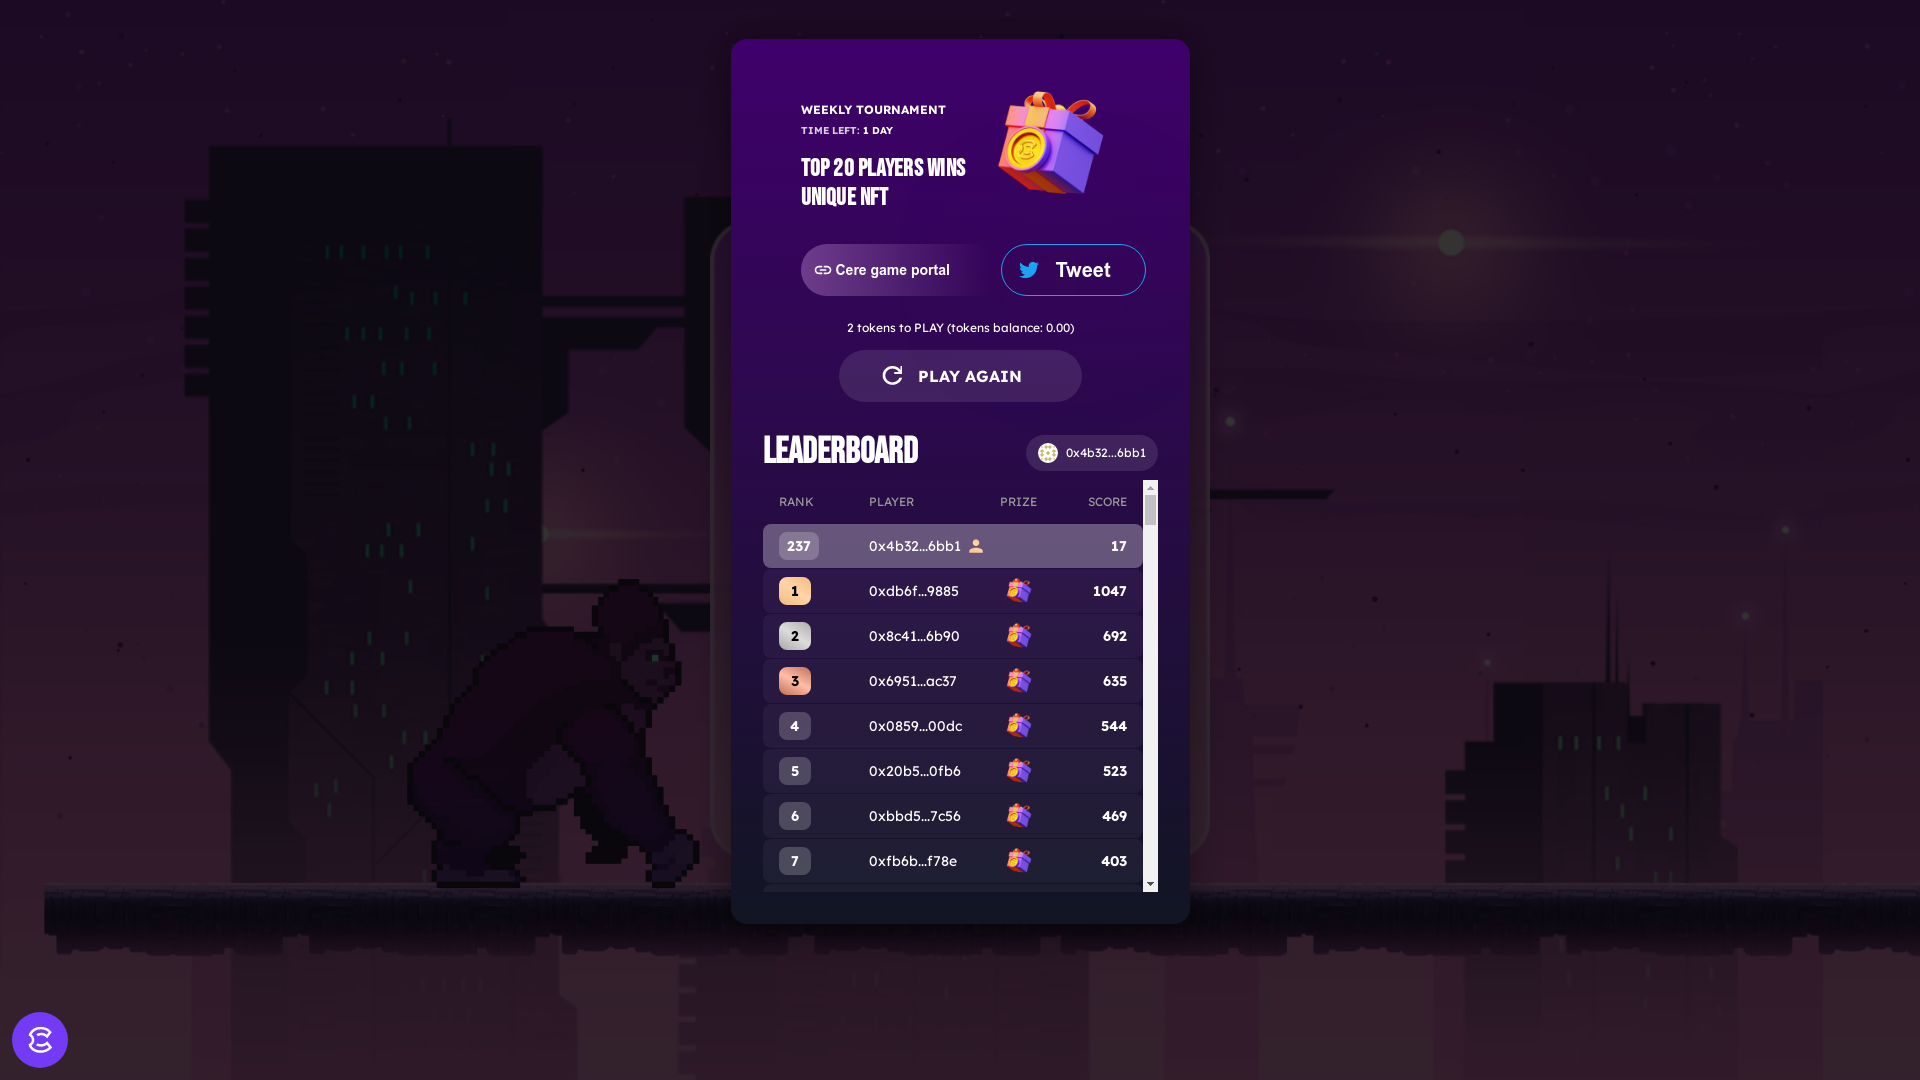 WEEKLY TOURNAMENT
TIME LEFT: 1 DAY
TOP 20 PLAYERS WINS
UNIQUE NFT
Cere game portal
Tweet
2 tokens to PLAY (tokens balance: 0.00)
PLAY AGAIN
LEADERBOARD
0x4b32...6bb1
RANK PLAYER PRIZE SCORE
237 0x4b32...6bb1 17
1 0xdb6f...9885 1047
2 0x8c41...6b90 692
3 0x6951...ac37 635
4 0x0859...00dc 544
5 0x20b5...0fb6 523
6 0xbbd5...7c56 469
7 0xfb6b...f78e 403